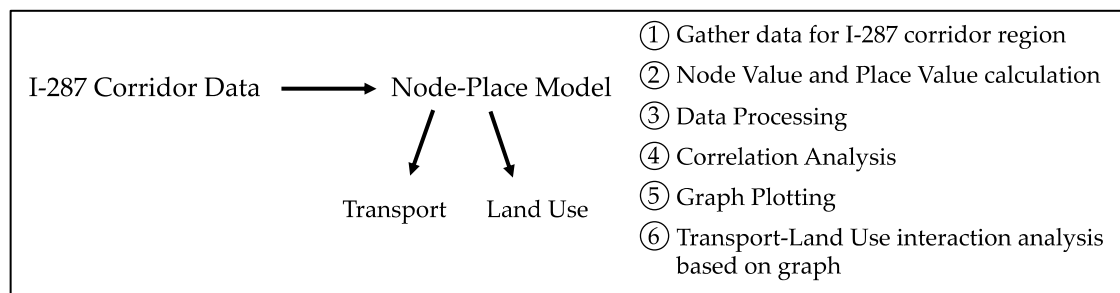 I-287 Corridor Data
Node-Place Model
Transport
Land Use
① Gather data for I-287 corridor region
② Node Value and Place Value calculation
③ Data Processing
④ Correlation Analysis
⑤ Graph Plotting
⑥ Transport-Land Use interaction analysis
based on graph